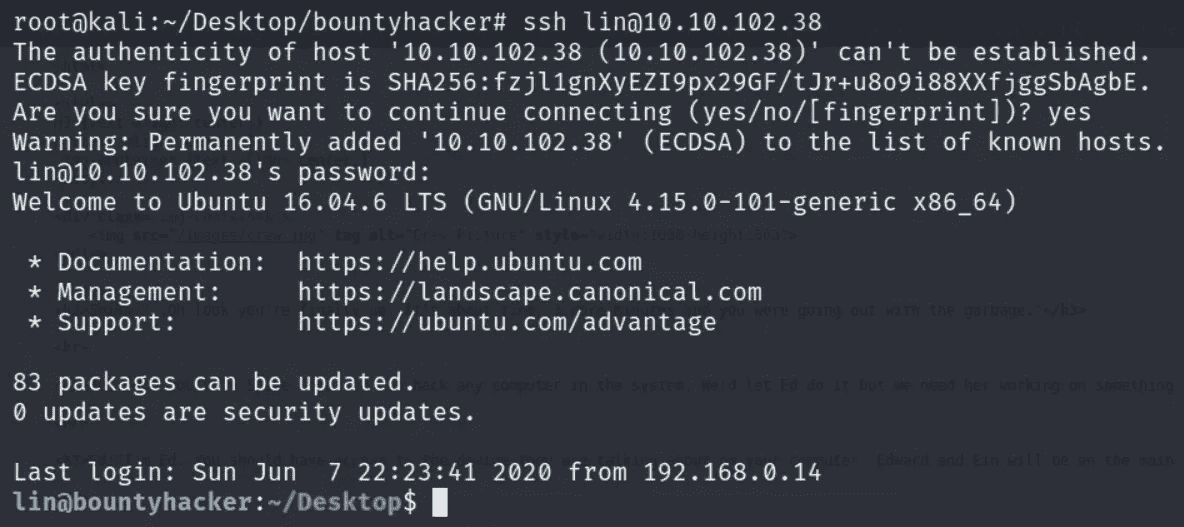 root@kali:~/Desktop/bountyhacker# ssh lin@10.10.102.38
The authenticity of host '10.10.102.38 (10.10.102.38)' can't be established.
ECDSA key fingerprint is SHA256:fzjl1gnXyEZI9px29GF/tJr+u8o9i88XXfjggSbAgbE.
Are you sure you want to continue connecting (yes/no/[fingerprint])? yes
Warning: Permanently added '10.10.102.38' (ECDSA) to the list of known hosts.
lin@10.10.102.38's password:
Welcome to Ubuntu 16.04.6 LTS (GNU/Linux 4.15.0-101-generic x86_64)
* Documentation:  https://help.ubuntu.com
* Management:     https://landscape.canonical.com
* Support:        https://ubuntu.com/advantage
83 packages can be updated.
0 updates are security updates.
Last login: Sun Jun  7 22:23:41 2020 from 192.168.0.14
lin@bountyhacker:~/Desktop$